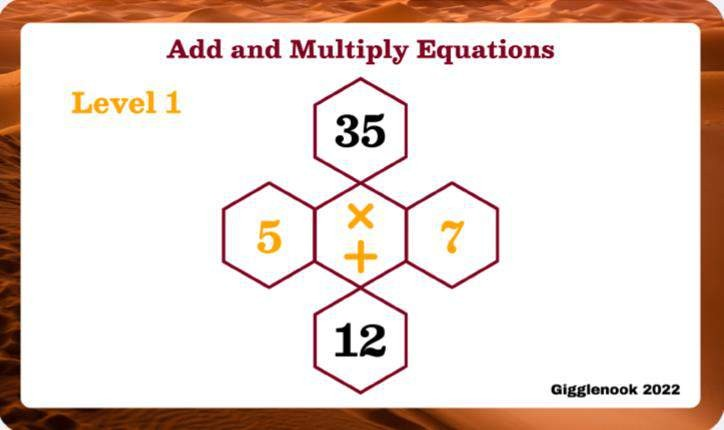 Add and Multiply Equations
Level 1
35
5 × 7
+
12
Gigglenook 2022